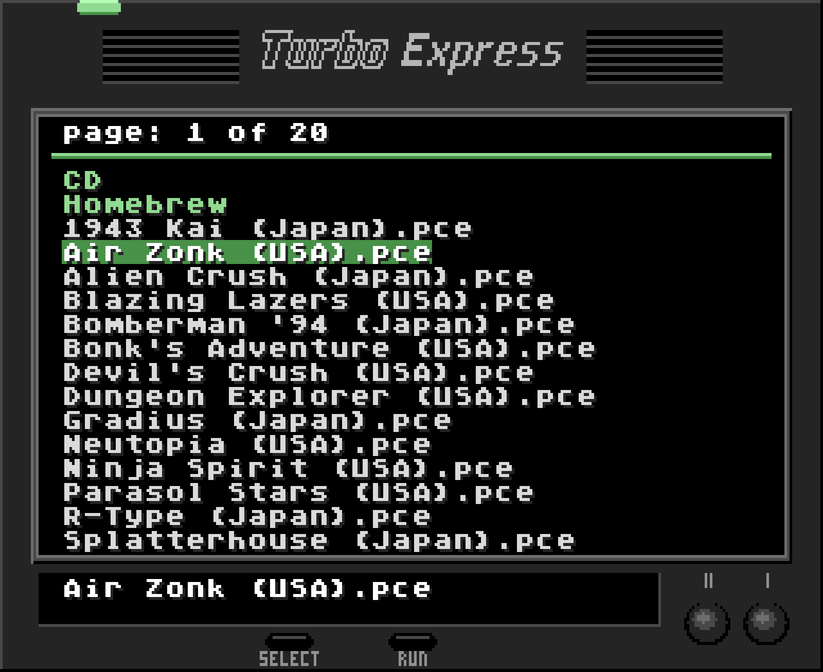 Turbo Express
page: 1 of 20
CD
Homebrew
1943 Kai (Japan).pce
Air Zonk (USA).pce
Alien Crush (Japan).pce
Blazing Lazers (USA).pce
Bomberman '94 (Japan).pce
Bonk's Adventure (USA).pce
Devil's Crush (USA).pce
Dungeon Explorer (USA).pce
Gradius (Japan).pce
Neutopia (USA).pce
Ninja Spirit (USA).pce
Parasol Stars (USA).pce
R-Type (Japan).pce
Splatterhouse (Japan).pce
Air Zonk (USA).pce
II I
SELECT RUN